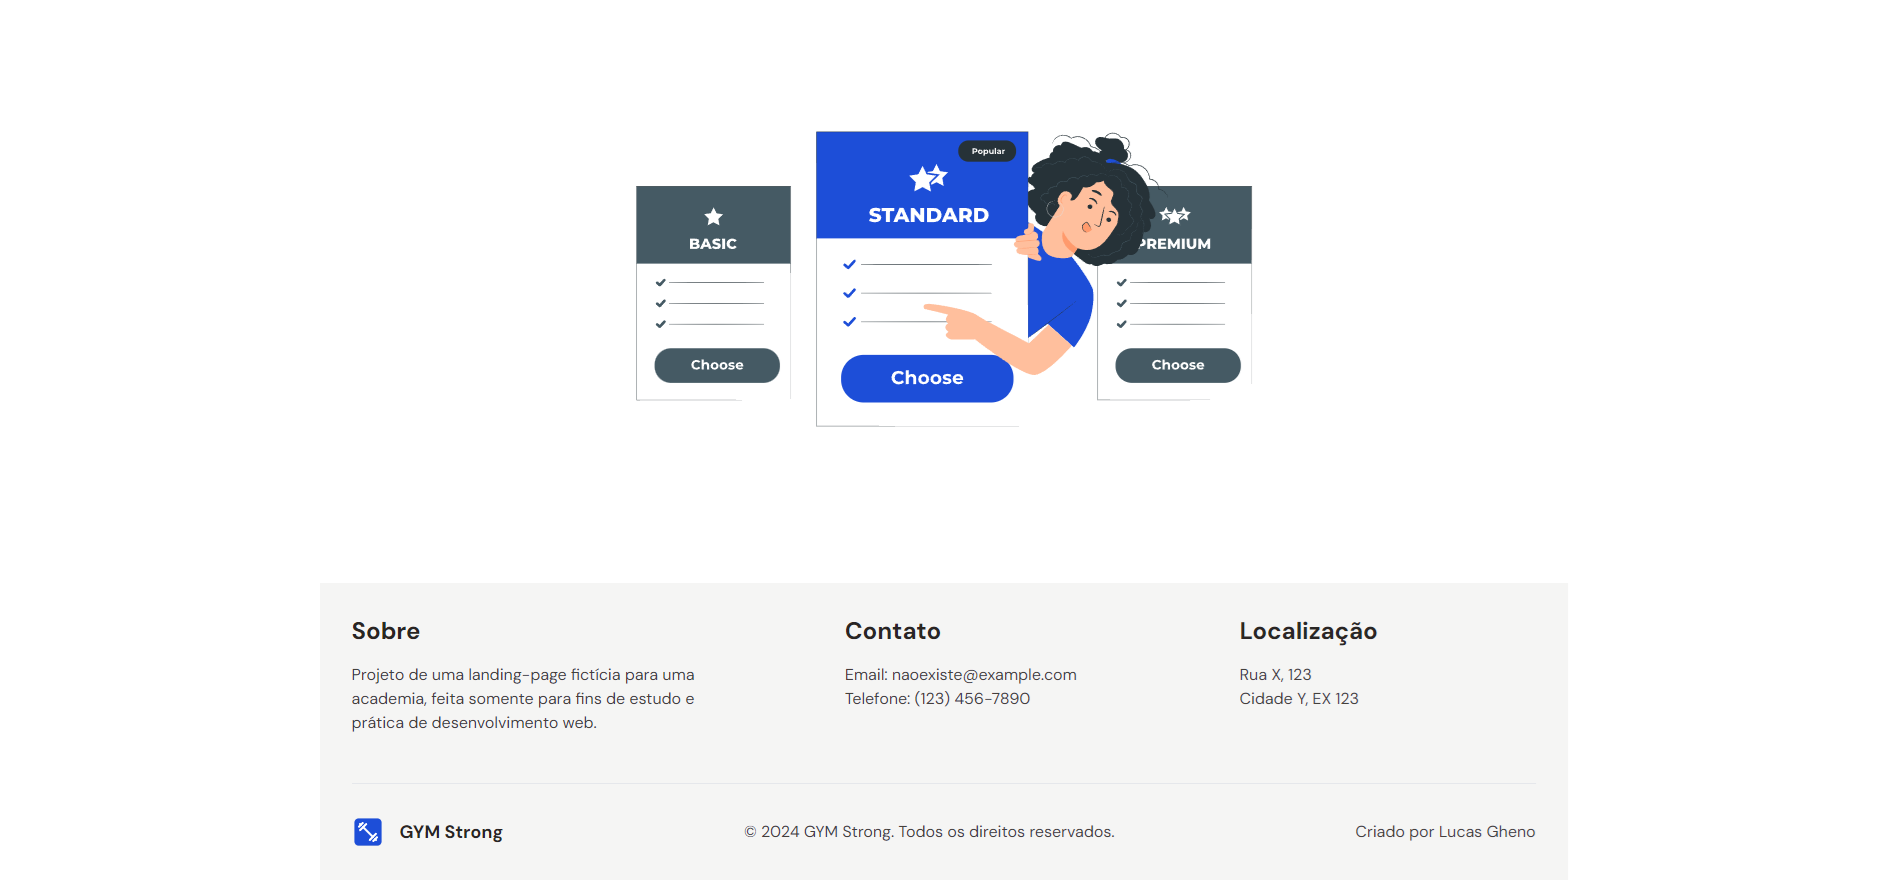 Popular
STANDARD
BASIC
PREMIUM
Choose
Choose
Choose
Sobre
Projeto de uma landing-page fictícia para uma
academia, feita somente para fins de estudo e
prática de desenvolvimento web.
Contato
Email: naoexiste@example.com
Telefone: (123) 456-7890
Localização
Rua X, 123
Cidade Y, EX 123
GYM Strong
© 2024 GYM Strong. Todos os direitos reservados.
Criado por Lucas Gheno